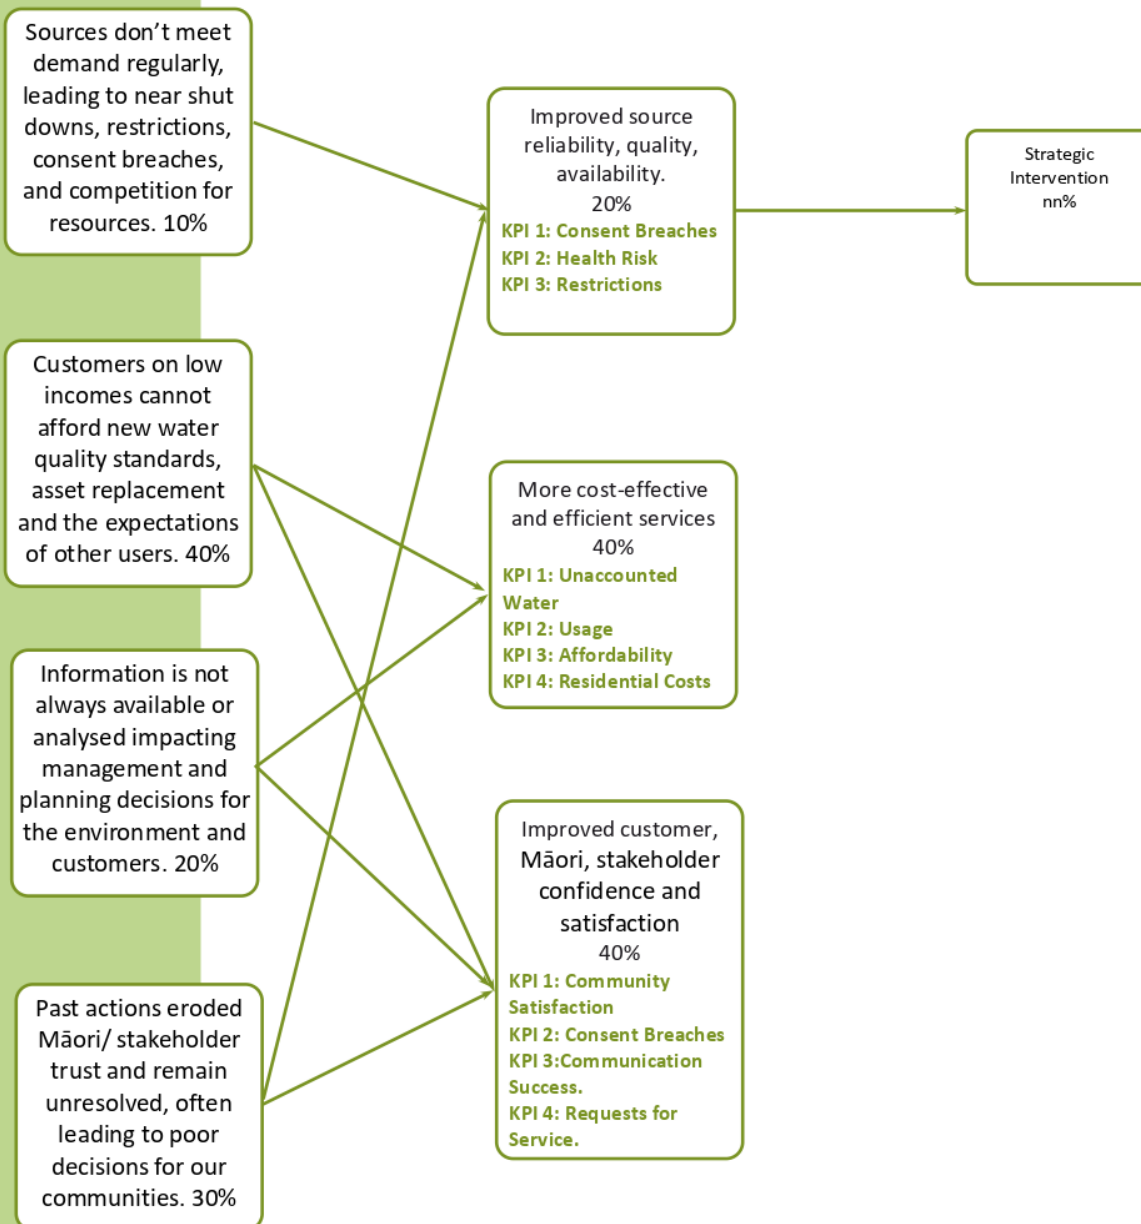 Sources don’t meet
demand regularly,
leading to near shut
downs, restrictions,
consent breaches,
and competition for
resources. 10%
Customers on low
incomes cannot
afford new water
quality standards,
asset replacement
and the expectations
of other users. 40%
Information is not
always available or
analysed impacting
management and
planning decisions for
the environment and
customers. 20%
Past actions eroded
Māori/ stakeholder
trust and remain
unresolved, often
leading to poor
decisions for our
communities. 30%
Improved source
reliability, quality,
availability.
20%
KPI 1: Consent Breaches
KPI 2: Health Risk
KPI 3: Restrictions
More cost-effective
and efficient services
40%
KPI 1: Unaccounted
Water
KPI 2: Usage
KPI 3: Affordability
KPI 4: Residential Costs
Improved customer,
Māori, stakeholder
confidence and
satisfaction
40%
KPI 1: Community
Satisfaction
KPI 2: Consent Breaches
KPI 3:Communication
Success.
KPI 4: Requests for
Service.
Strategic
Intervention
nn%